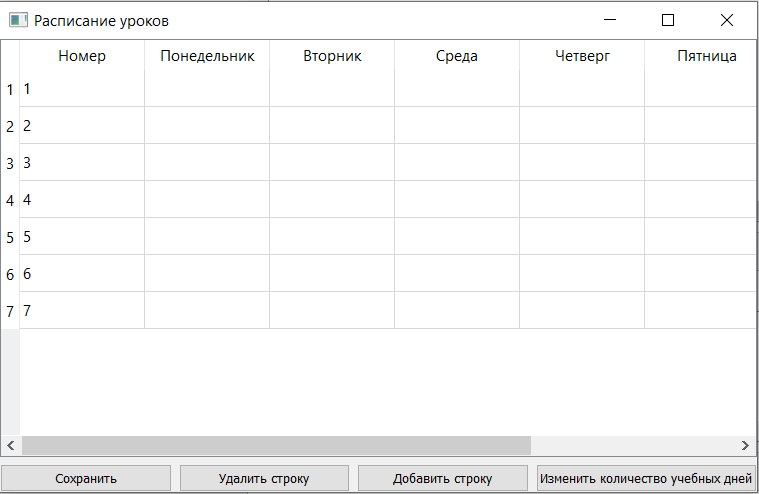 Расписание уроков
Номер Понедельник Вторник Среда Четверг Пятница
1 1
2 2
3 3
4 4
5 5
6 6
7 7
Сохранить Удалить строку Добавить строку Изменить количество учебных дней